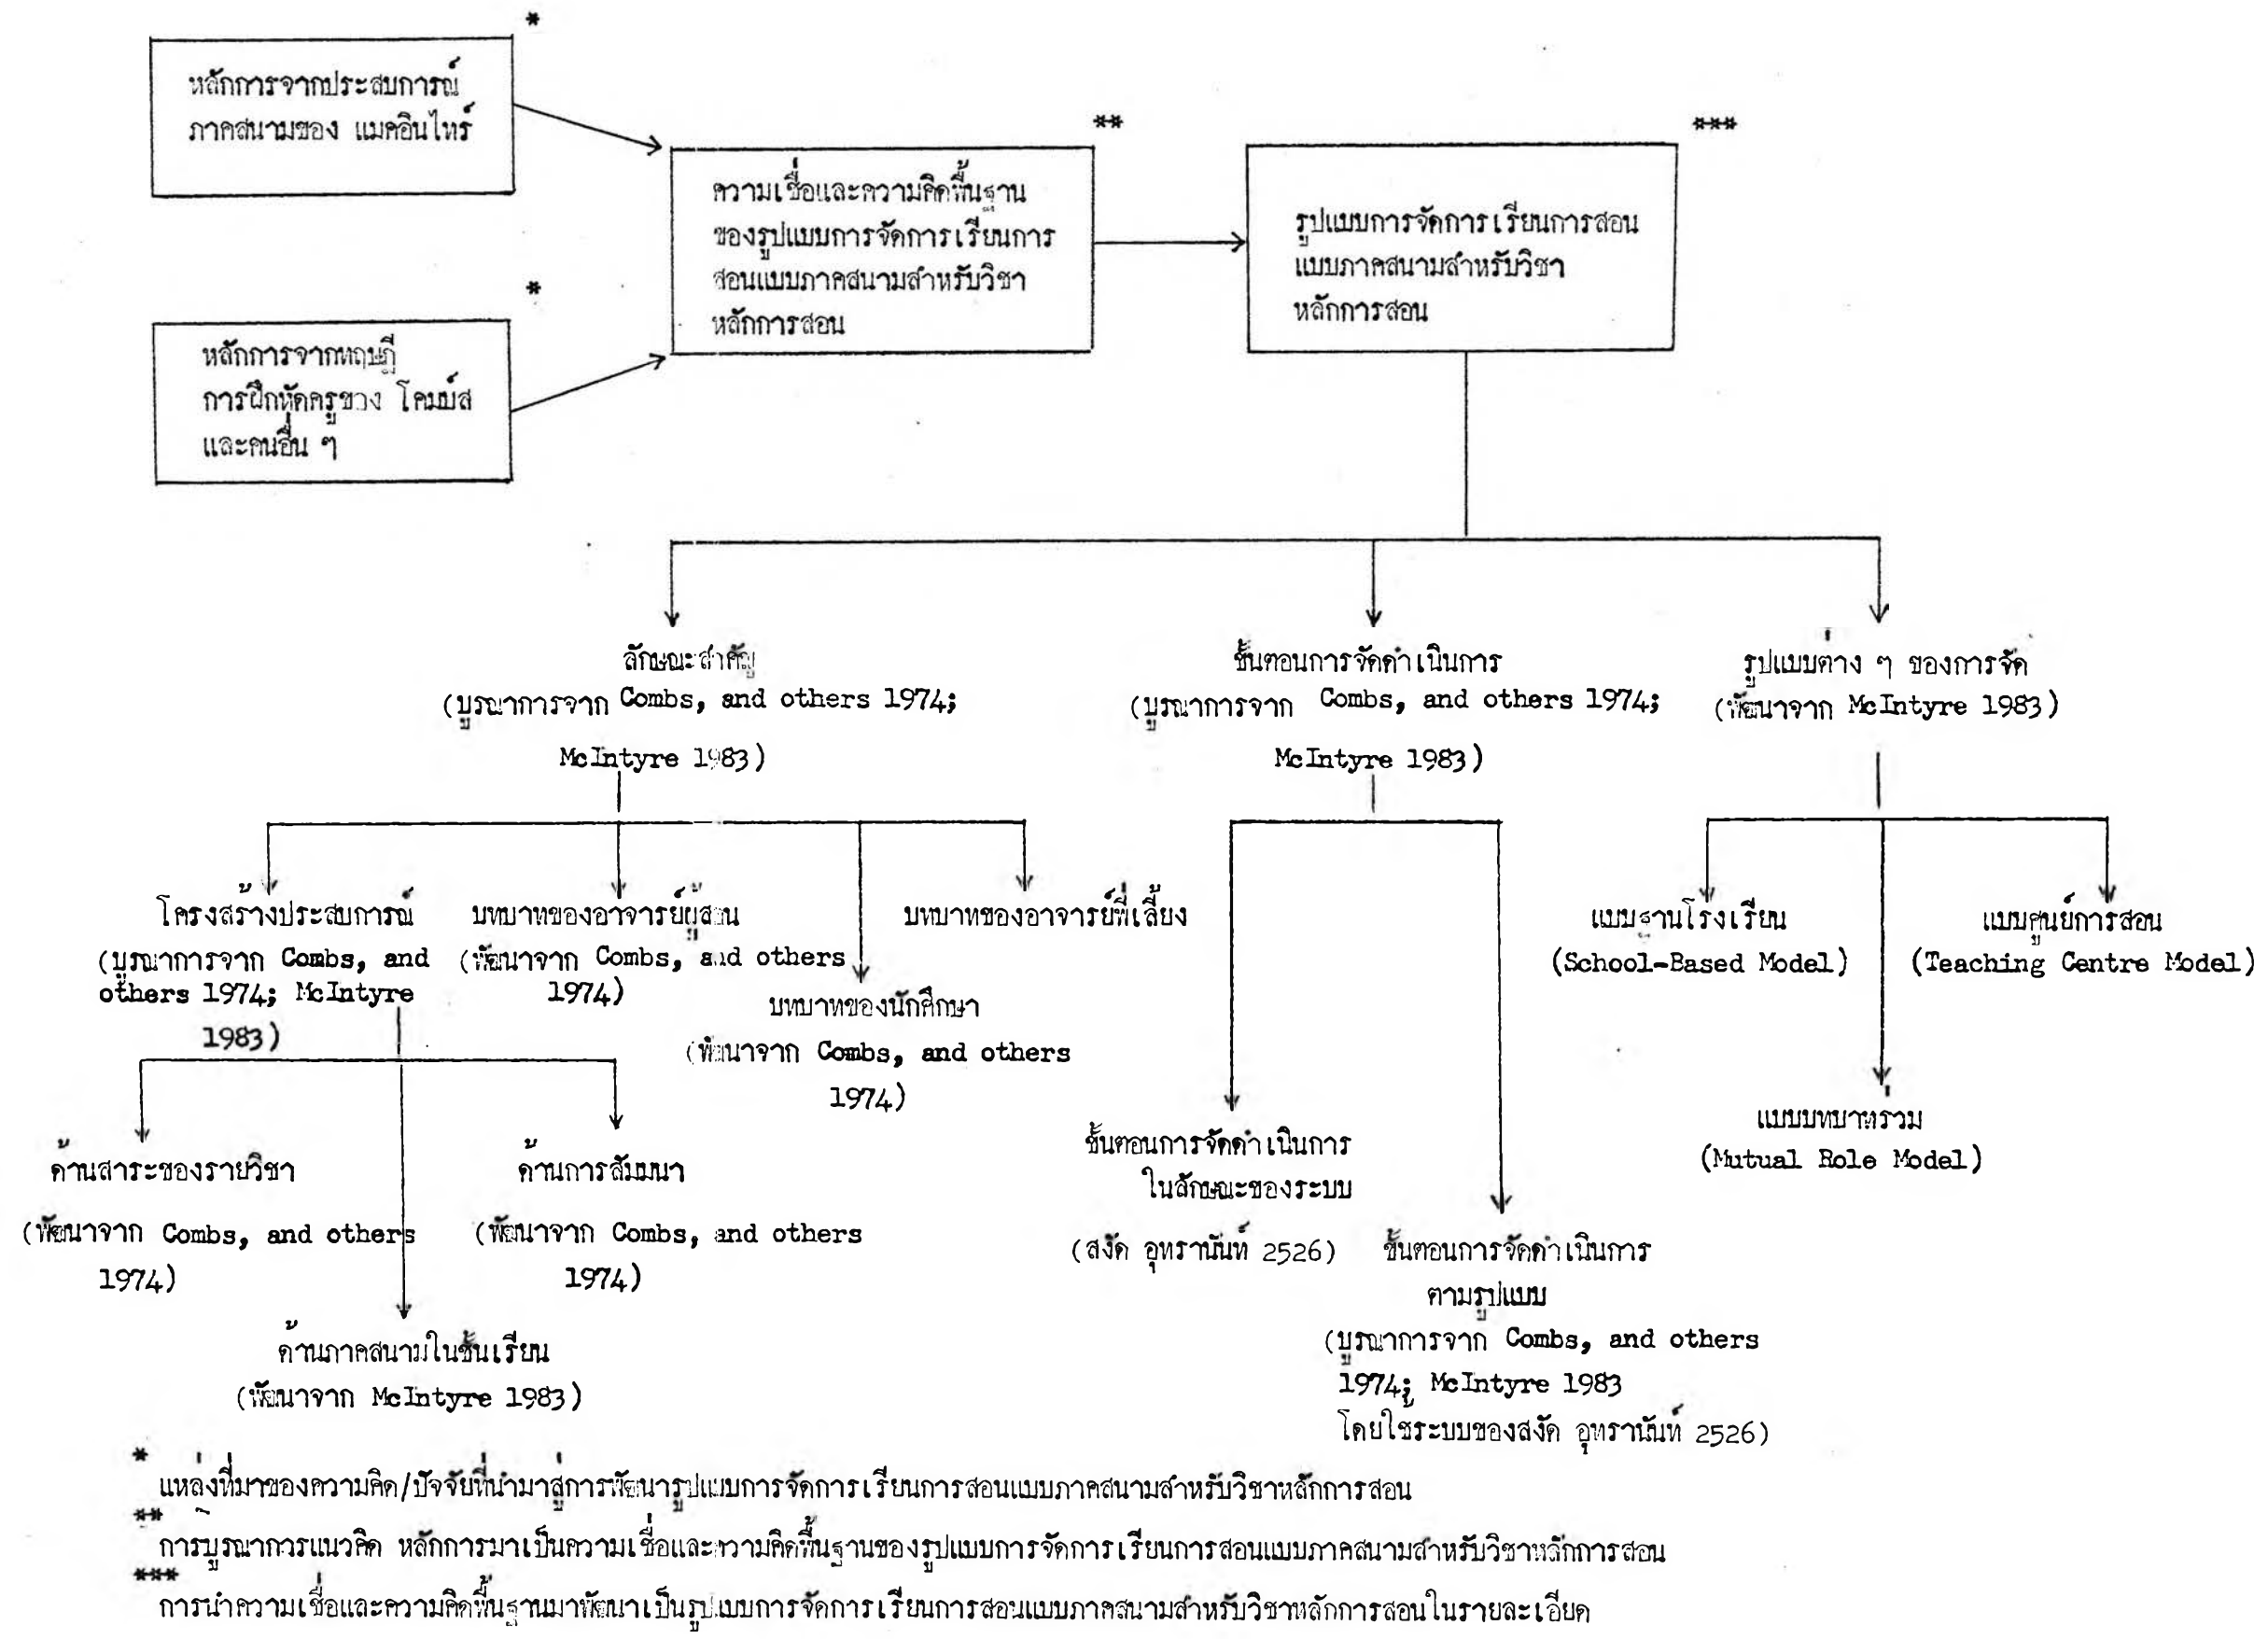 *
หลักการจากประสบการณ์
ภาคสนามของ แมคอินไทร์
*
หลักการจากทฤษฎี
การฝึกหัดครูของ โคมบ์ส
และคนอื่น ๆ
**
ความเชื่อและความคิดพื้นฐาน
ของรูปแบบการจัดการเรียนการ
สอนแบบภาคสนามสำหรับวิชา
หลักการสอน
***
รูปแบบการจัดการเรียนการสอน
แบบภาคสนามสำหรับวิชา
หลักการสอน
ลักษณะสำคัญ
(บูรณาการจาก Combs, and others 1974;
McIntyre 1983)
ขั้นตอนการจัดดำเนินการ
(บูรณาการจาก Combs, and others 1974;
McIntyre 1983)
รูปแบบต่าง ๆ ของการจัด
(พัฒนาจาก McIntyre 1983)
โครงสร้างประสบการณ์
(บูรณาการจาก Combs, and
others 1974; McIntyre
1983)
บทบาทของอาจารย์ผู้สอน
(พัฒนาจาก Combs, and others
1974)
บทบาทของนักศึกษา
(พัฒนาจาก Combs, and others
1974)
บทบาทของอาจารย์พี่เลี้ยง
แบบฐานโรงเรียน
(School-Based Model)
แบบศูนย์การสอน
(Teaching Centre Model)
แบบบทบาทร่วม
(Mutual Role Model)
ด้านสาระของรายวิชา
(พัฒนาจาก Combs, and others
1974)
ด้านการสัมมนา
(พัฒนาจาก Combs, and others
1974)
ด้านภาคสนามในชั้นเรียน
(พัฒนาจาก McIntyre 1983)
ขั้นตอนการจัดดำเนินการ
ในลักษณะของระบบ
(สงัด อุทรานันท์ 2526)
ขั้นตอนการจัดดำเนินการ
ตามรูปแบบ
(บูรณาการจาก Combs, and others
1974; McIntyre 1983
โดยใช้ระบบของสงัด อุทรานันท์ 2526)
* แหล่งที่มาของความคิด/ปัจจัยที่นำมาสู่การพัฒนารูปแบบการจัดการเรียนการสอนแบบภาคสนามสำหรับวิชาหลักการสอน
** การบูรณาการแนวคิด หลักการมาเป็นความเชื่อและความคิดพื้นฐานของรูปแบบการจัดการเรียนการสอนแบบภาคสนามสำหรับวิชาหลักการสอน
*** การนำความเชื่อและความคิดพื้นฐานมาพัฒนาเป็นรูปแบบการจัดการเรียนการสอนแบบภาคสนามสำหรับวิชาหลักการสอนในรายละเอียด